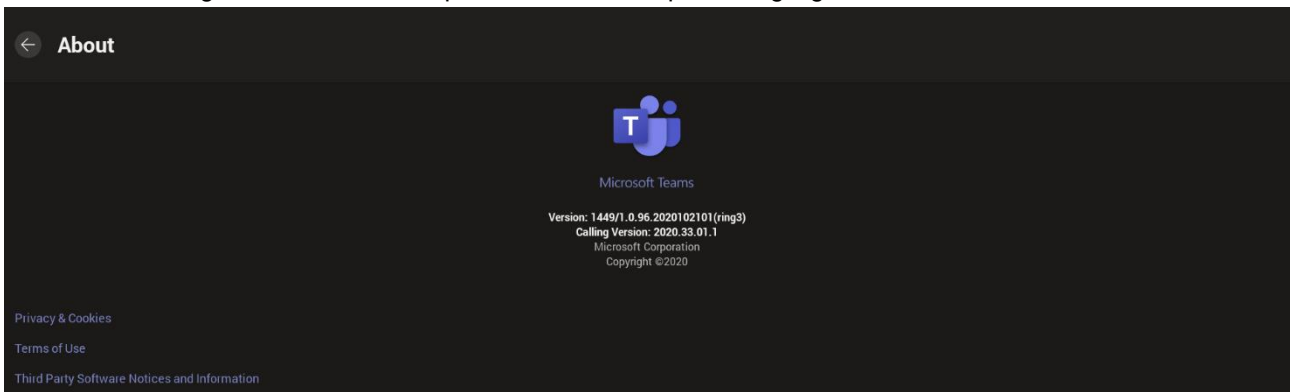 About
T
Microsoft Teams
Version: 1449/1.0.96.2020102101(ring3)
Calling Version: 2020.33.01.1
Microsoft Corporation
Copyright ©2020
Privacy & Cookies
Terms of Use
Third Party Software Notices and Information